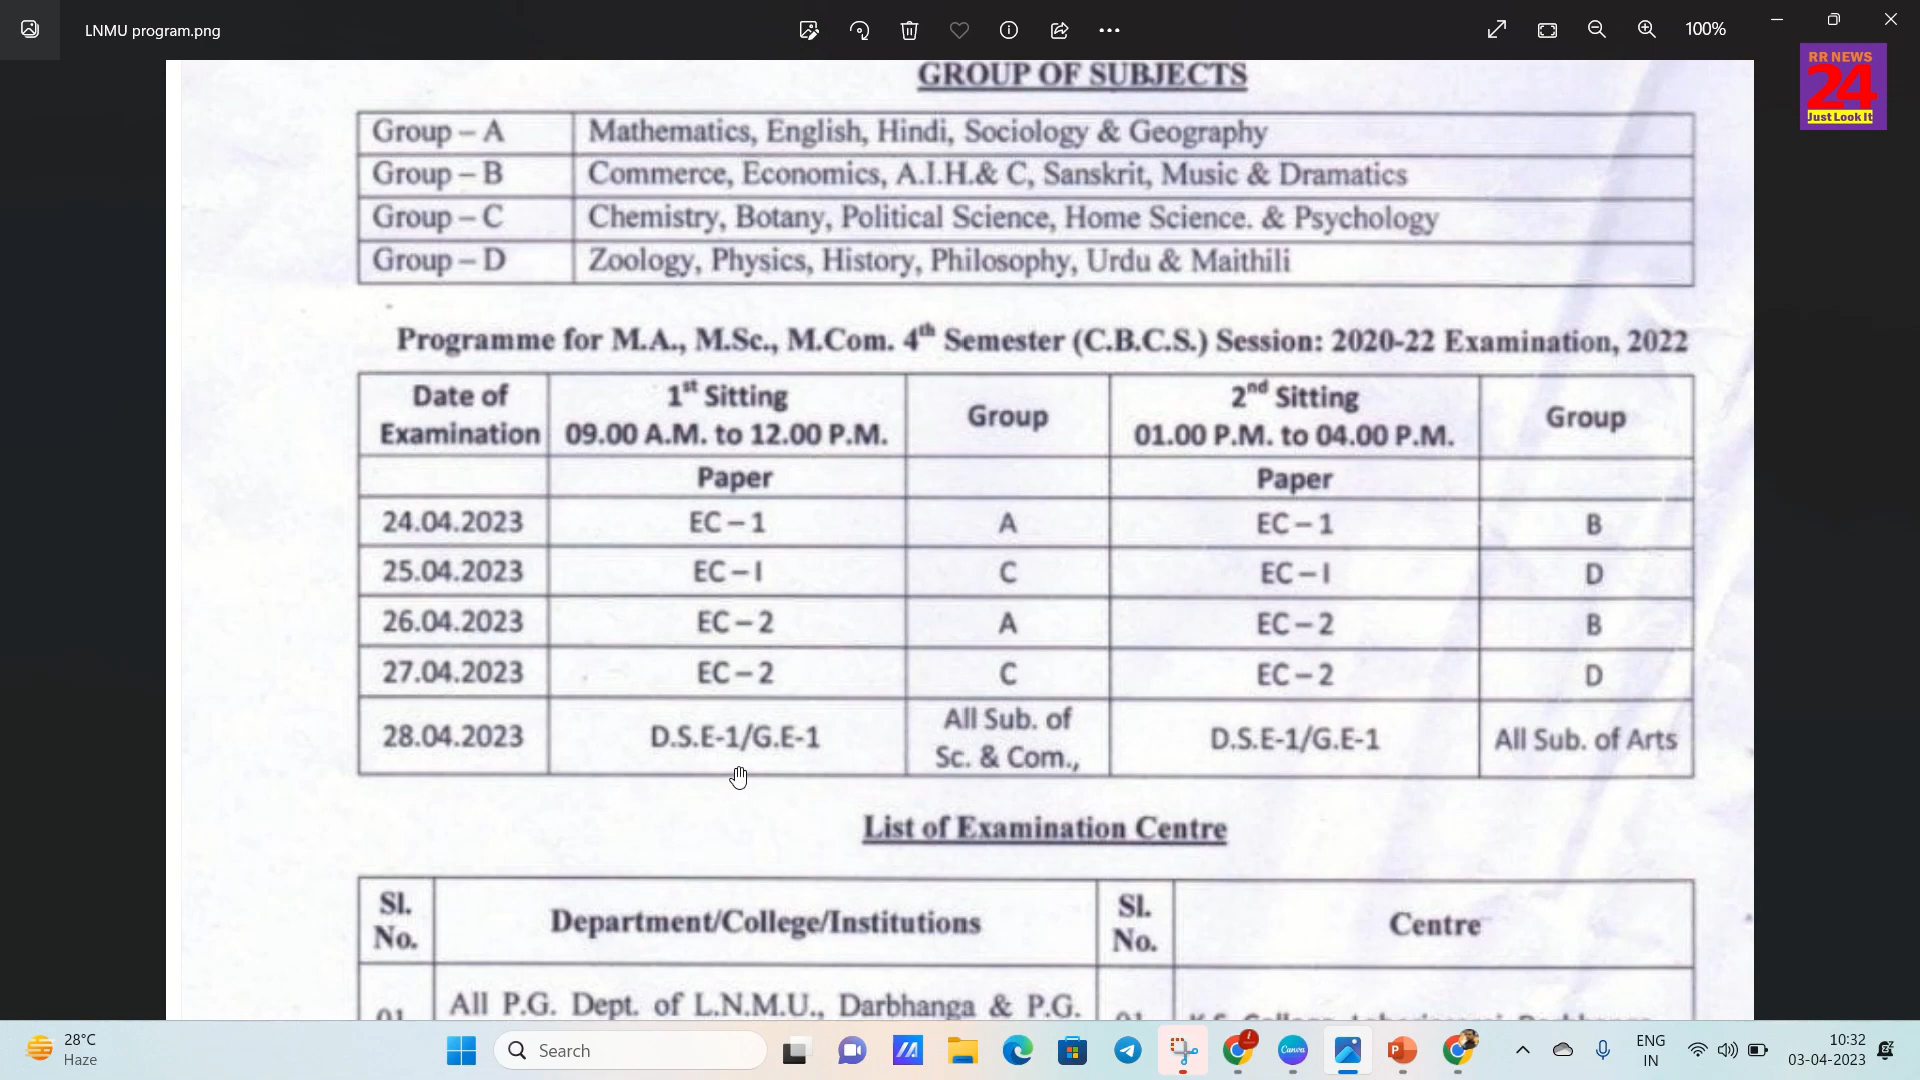 LNMU program.png
100%
RR NEWS
24
Just Look It
GROUP OF SUBJECTS
Group – A Mathematics, English, Hindi, Sociology & Geography
Group – B Commerce, Economics, A.I.H.& C, Sanskrit, Music & Dramatics
Group – C Chemistry, Botany, Political Science, Home Science. & Psychology
Group – D Zoology, Physics, History, Philosophy, Urdu & Maithili
Programme for M.A., M.Sc., M.Com. 4th Semester (C.B.C.S.) Session: 2020-22 Examination, 2022
Date of Examination 1st Sitting 09.00 A.M. to 12.00 P.M. Group 2nd Sitting 01.00 P.M. to 04.00 P.M. Group
Paper Paper
24.04.2023 EC – 1 A EC – 1 B
25.04.2023 EC – I C EC – I D
26.04.2023 EC – 2 A EC – 2 B
27.04.2023 EC – 2 C EC – 2 D
28.04.2023 D.S.E-1/G.E-1 All Sub. of Sc. & Com., D.S.E-1/G.E-1 All Sub. of Arts
List of Examination Centre
Sl. No. Department/College/Institutions Sl. No. Centre
01 All P.G. Dept. of L.N.M.U., Darbhanga & P.G. 01
28°C
Haze
Search
Canva
ENG
IN
10:32
03-04-2023